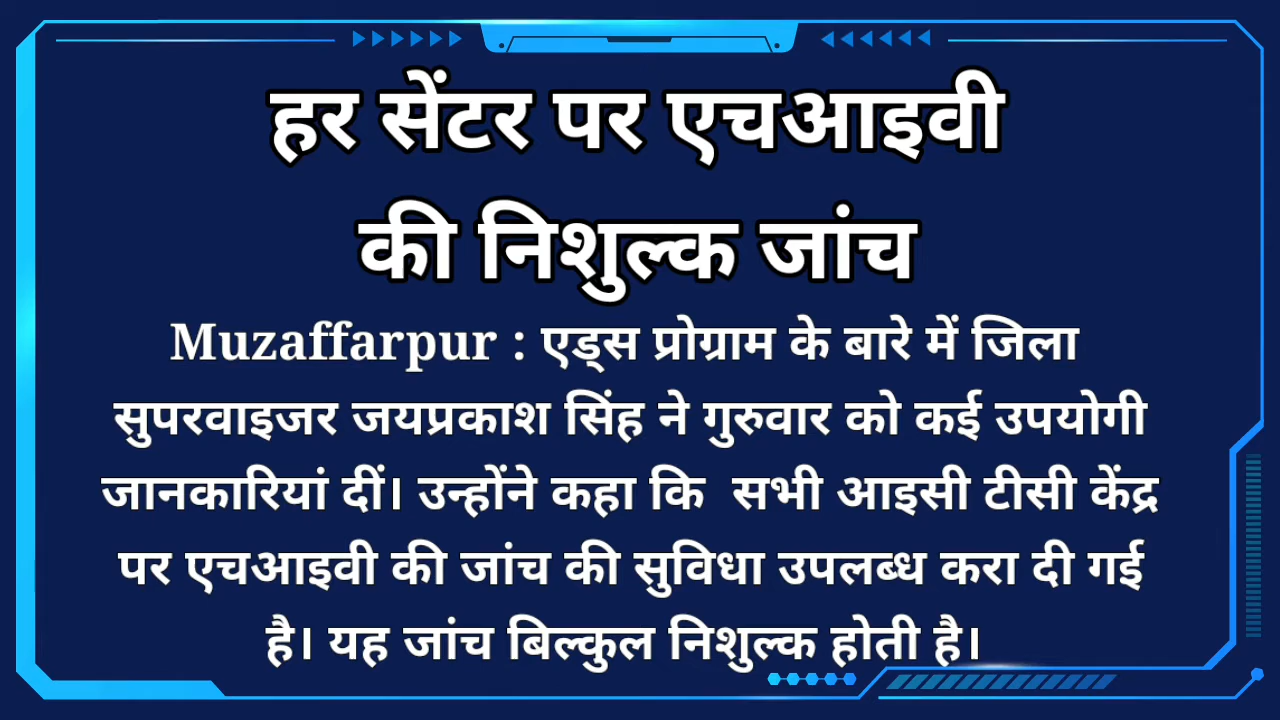 हर सेंटर पर एचआइवी
की निशुल्क जांच
Muzaffarpur : एड्स प्रोग्राम के बारे में जिला
सुपरवाइजर जयप्रकाश सिंह ने गुरुवार को कई उपयोगी
जानकारियां दीं। उन्होंने कहा कि सभी आइसी टीसी केंद्र
पर एचआइवी की जांच की सुविधा उपलब्ध करा दी गई
है। यह जांच बिल्कुल निशुल्क होती है।